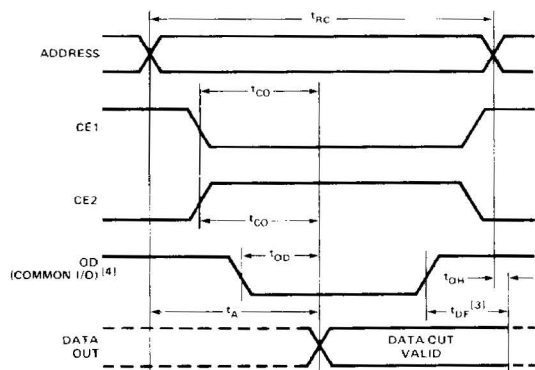 tRC
ADDRESS
tCO
CE1
CE2
tCO
OD
(COMMON I/O) [4]
tOD
tOH
tA
tDF [3]
DATA
OUT
DATA OUT
VALID